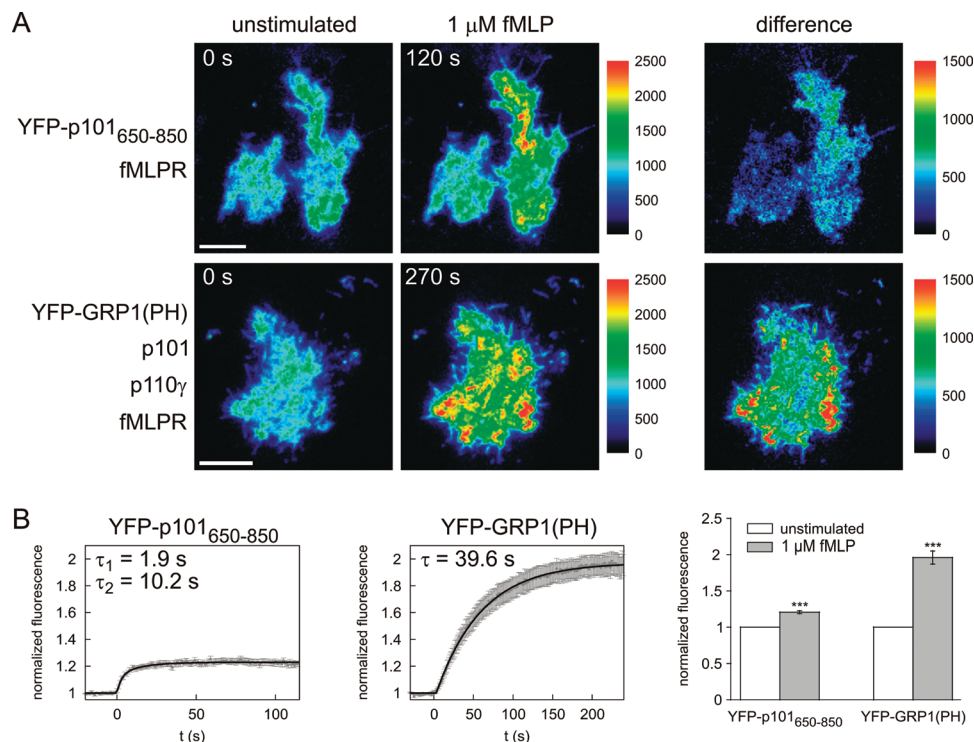 A
unstimulated
1 µM fMLP
difference
YFP-p101650-850
fMLPR
0 s
120 s
2500
2000
1500
1000
500
0
1500
1000
500
0
YFP-GRP1(PH)
p101
p110γ
fMLPR
0 s
270 s
2500
2000
1500
1000
500
0
1500
1000
500
0
B
YFP-p101650-850
τ1 = 1.9 s
τ2 = 10.2 s
normalized fluorescence
2
1.8
1.6
1.4
1.2
1
0
50
100
t (s)
YFP-GRP1(PH)
τ = 39.6 s
normalized fluorescence
2
1.8
1.6
1.4
1.2
1
0
50
100
150
200
t (s)
normalized fluorescence
2.5
2
1.5
1
0.5
0
unstimulated
1 µM fMLP
***
***
YFP-p101650-850
YFP-GRP1(PH)